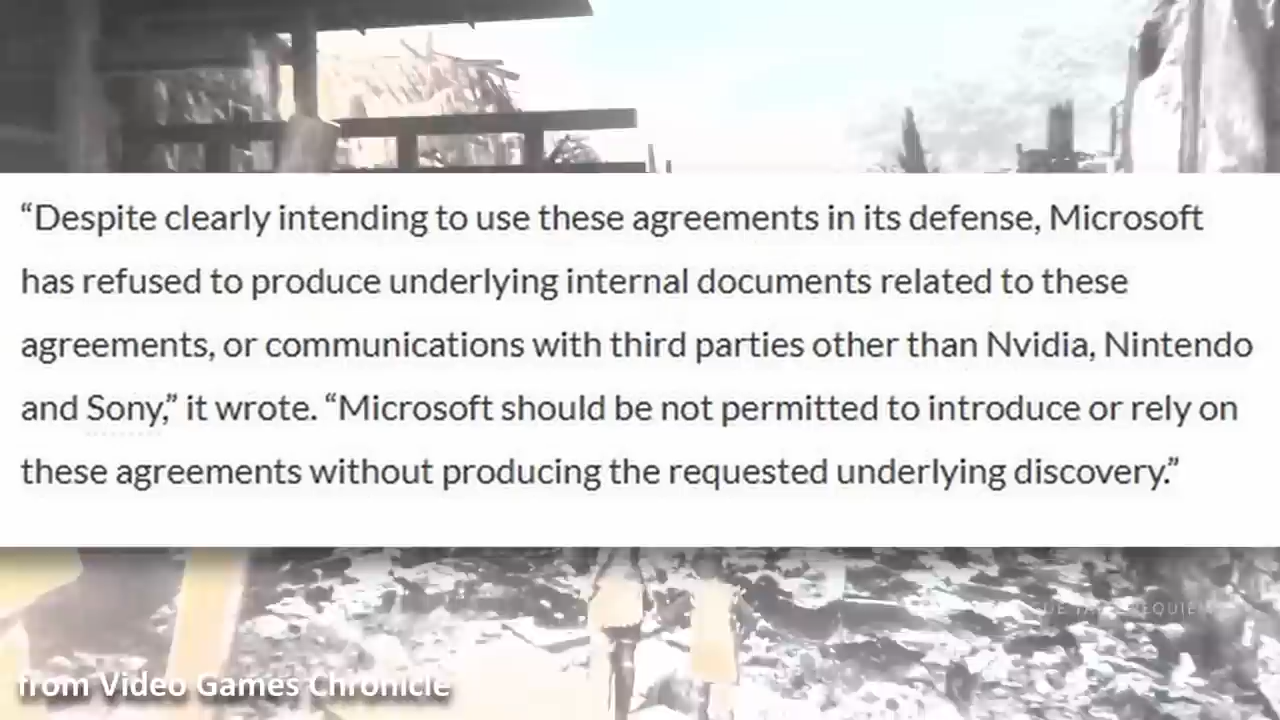 “Despite clearly intending to use these agreements in its defense, Microsoft
has refused to produce underlying internal documents related to these
agreements, or communications with third parties other than Nvidia, Nintendo
and Sony,” it wrote. “Microsoft should be not permitted to introduce or rely on
these agreements without producing the requested underlying discovery.”
from Video Games Chronicle